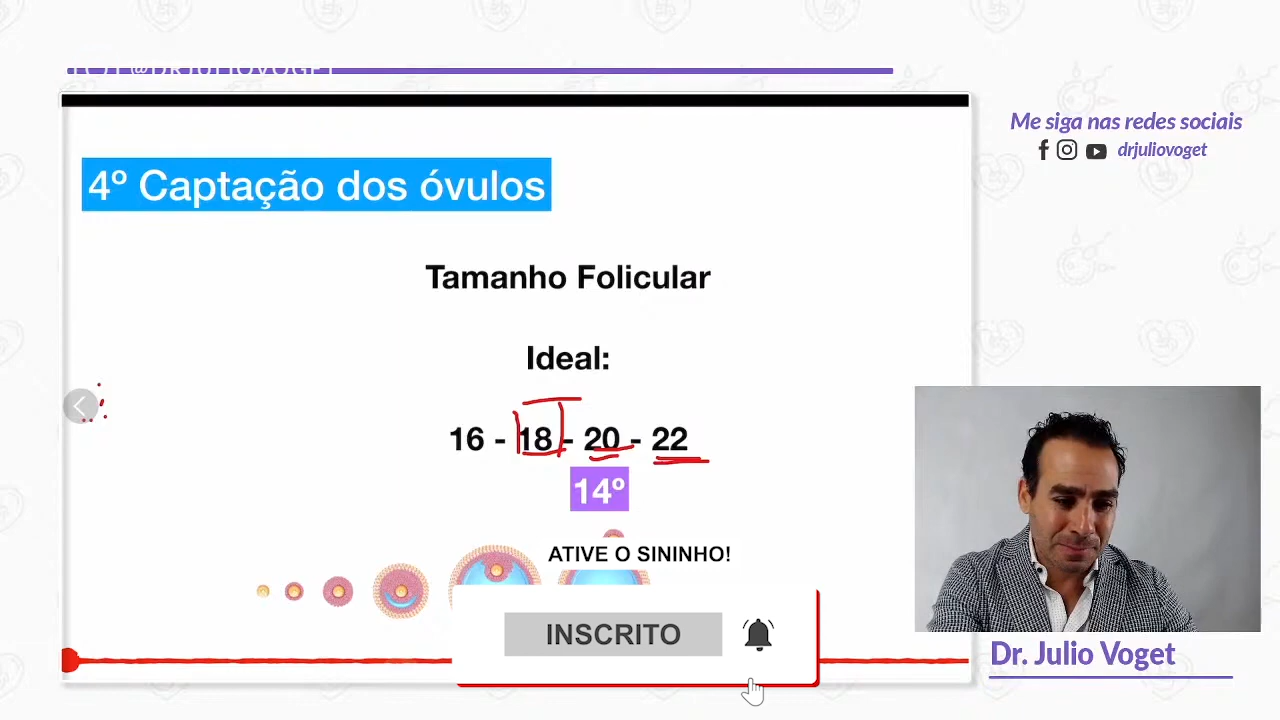 @DRJULIOVOGET
Me siga nas redes sociais
drjuliovoget
4º Captação dos óvulos
Tamanho Folicular
Ideal:
16 - 18 - 20 - 22
14º
ATIVE O SININHO!
INSCRITO
Dr. Julio Voget